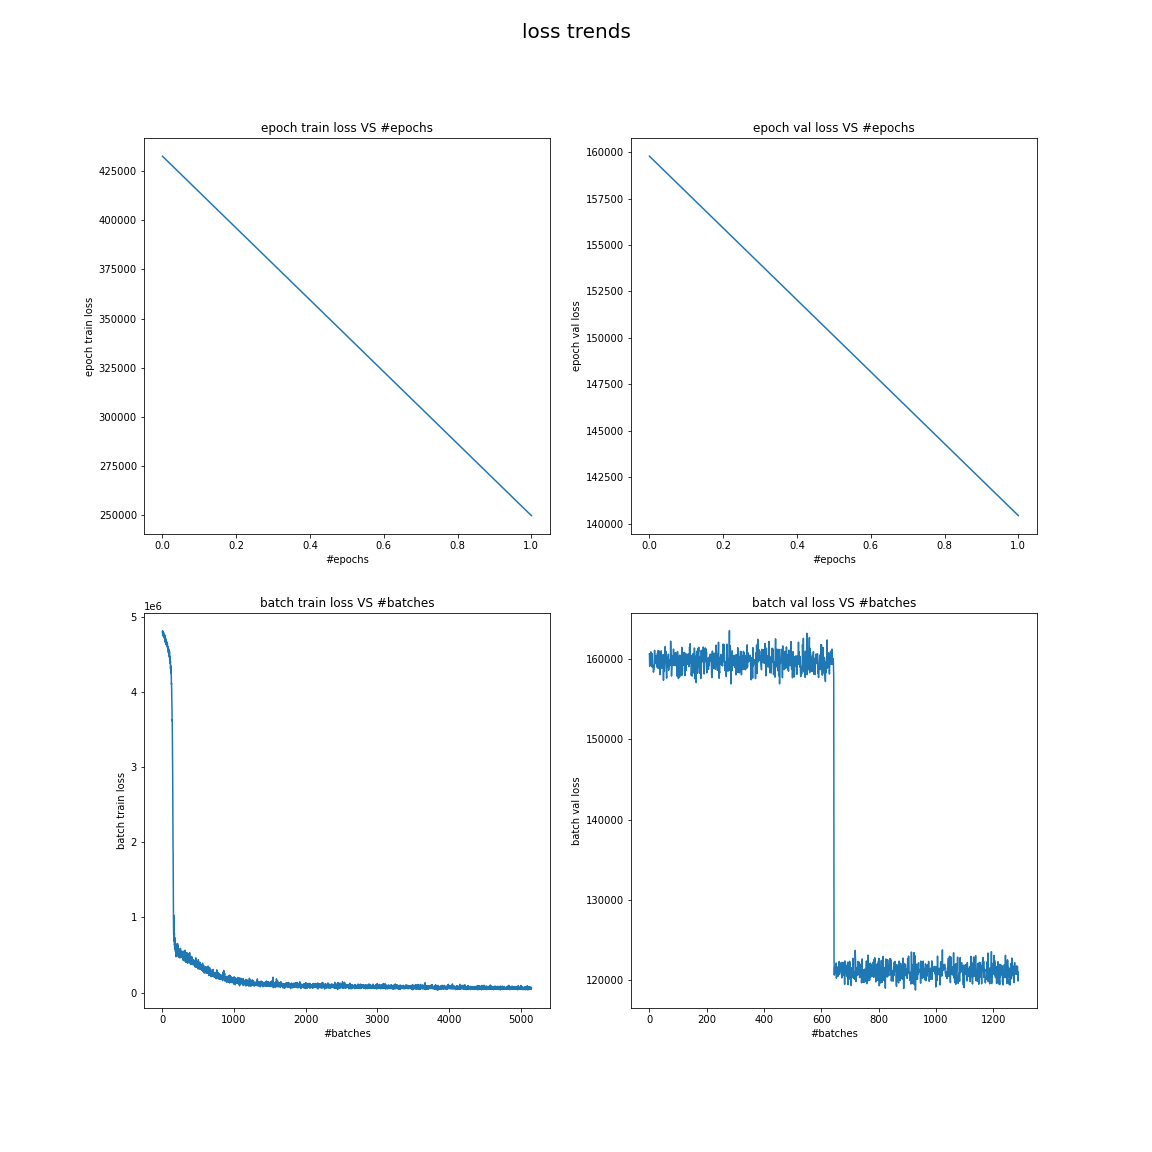 loss trends
epoch train loss VS #epochs
425000
400000
375000
350000
325000
300000
275000
250000
epoch train loss
0.0 0.2 0.4 0.6 0.8 1.0
#epochs
epoch val loss VS #epochs
160000
157500
155000
152500
150000
147500
145000
142500
140000
epoch val loss
0.0 0.2 0.4 0.6 0.8 1.0
#epochs
batch train loss VS #batches
1e6
5
4
3
2
1
0
batch train loss
0 1000 2000 3000 4000 5000
#batches
batch val loss VS #batches
160000
150000
140000
130000
120000
batch val loss
0 200 400 600 800 1000 1200
#batches